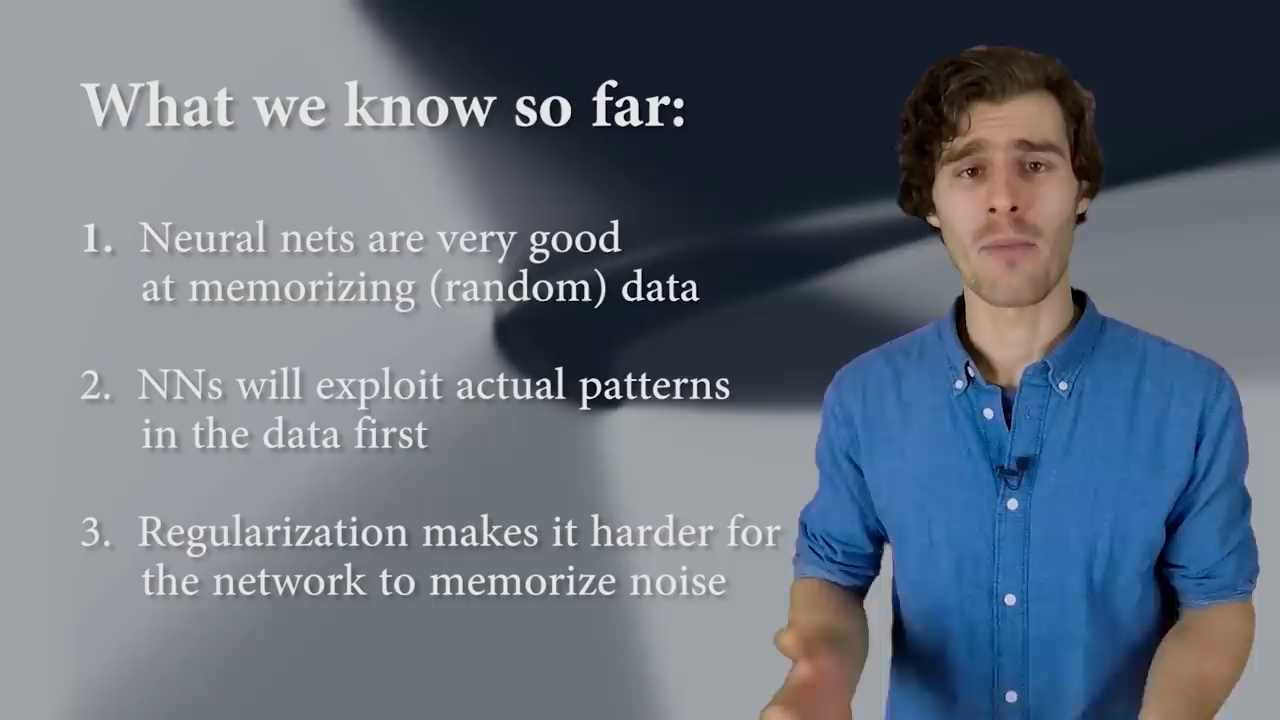 What we know so far:
1. Neural nets are very good
at memorizing (random) data
2. NNs will exploit actual patterns
in the data first
3. Regularization makes it harder for
the network to memorize noise